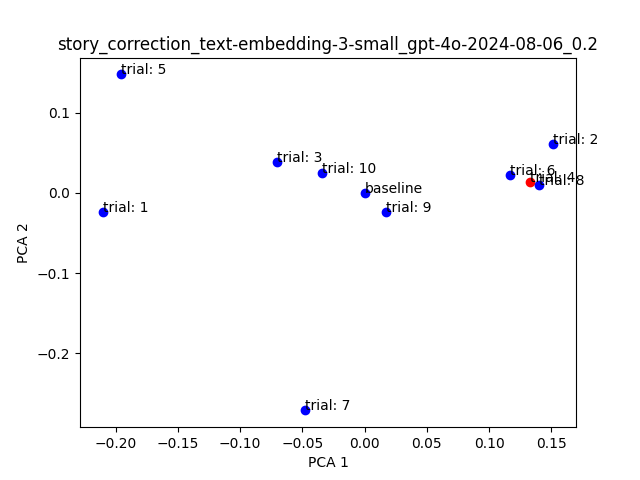 story_correction_text-embedding-3-small_gpt-4o-2024-08-06_0.2
trial: 5
0.1
trial: 2
trial: 3
trial: 10
trial: 6
trial: 4
trial: 8
baseline
0.0
trial: 1
trial: 9
PCA 2
−0.1
−0.2
trial: 7
−0.20 −0.15 −0.10 −0.05 0.00 0.05 0.10 0.15
PCA 1